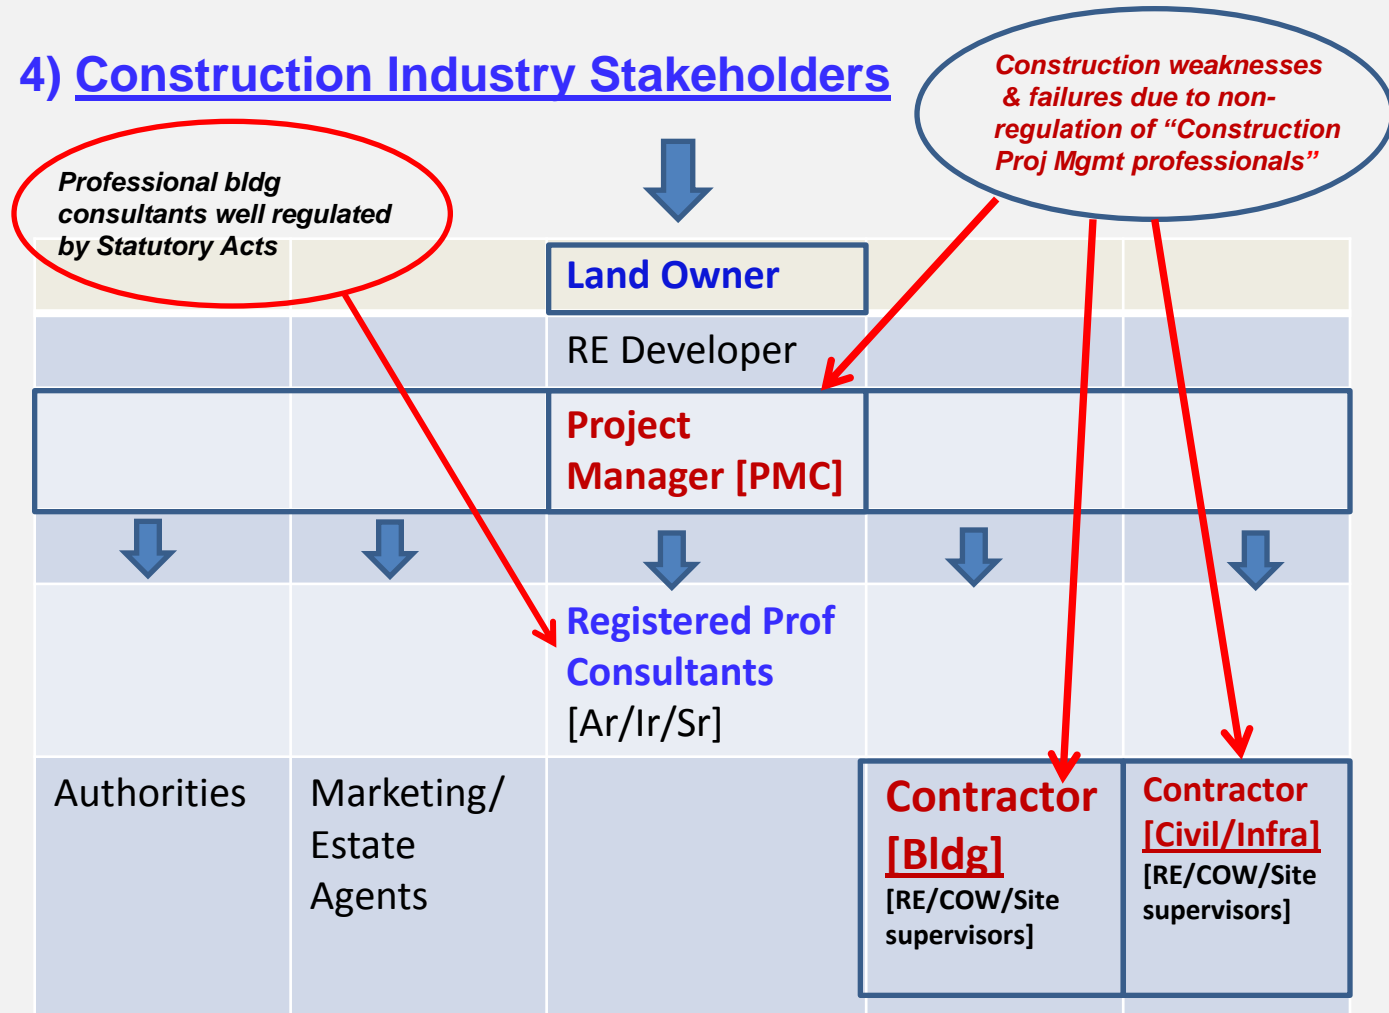 4) Construction Industry Stakeholders
Construction weaknesses
& failures due to non-
regulation of “Construction
Proj Mgmt professionals”
Professional bldg
consultants well regulated
by Statutory Acts
Land Owner
RE Developer
Project
Manager [PMC]
Registered Prof
Consultants
[Ar/Ir/Sr]
Authorities
Marketing/
Estate
Agents
Contractor
[Bldg]
[RE/COW/Site
supervisors]
Contractor
[Civil/Infra]
[RE/COW/Site
supervisors]